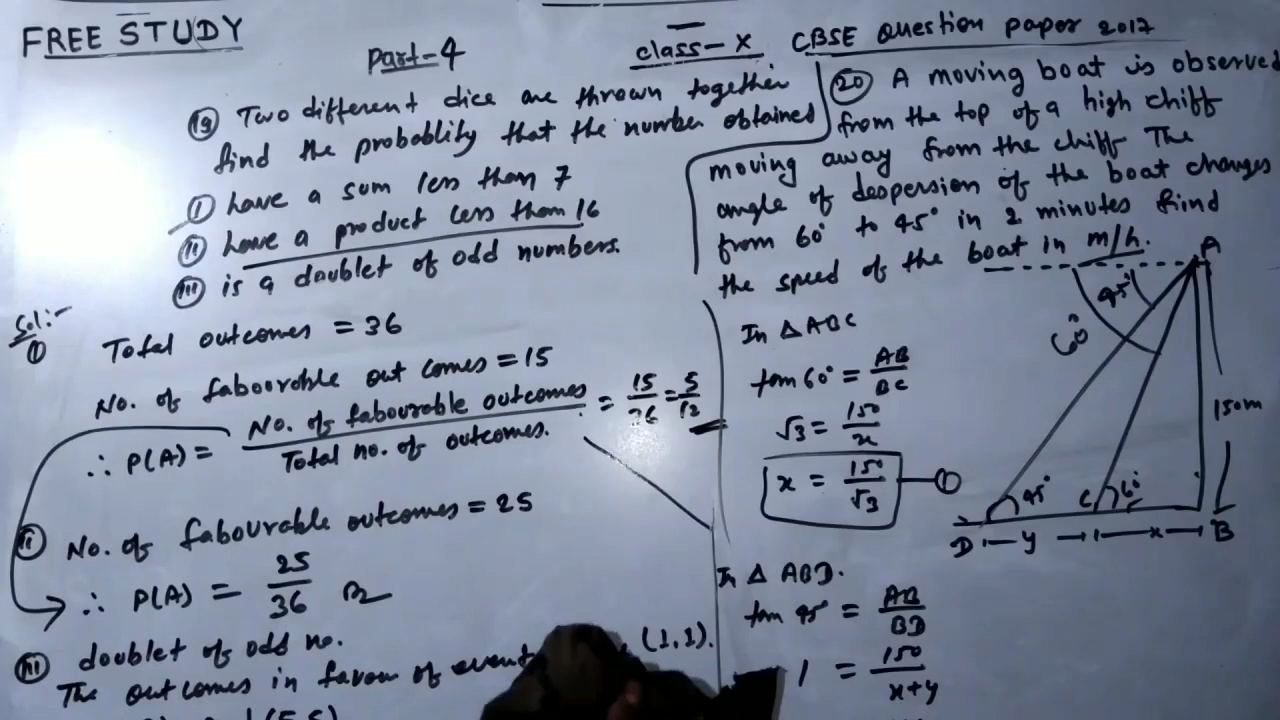 FREE STUDY
Part-4
class-X CBSE Question paper 2017
(19) Two different dice are thrown together
find the problblity that the number obtained
(I) have a sum less than 7
(II) have a product less than 16
(III) is a doublet of odd numbers.
Sol:-
(1) Total outcomes = 36
No. of faboorable out comes = 15
∴ P(A) = No. of fabourable outcomes / Total no. of outcomes. = 15/36 = 5/12
(II) No. of fabourable outcomes = 25
∴ P(A) = 25/36
(III) doublet of odd no.
The outcomes in favour of event (1,1).
(5,5)
(20) A moving boat is observed
from the top of a high chiff
moving away from the chiff The
angle of despersion of the boat changes
from 60° to 45° in 2 minutes find
the speed of the boat in m/h.
In △ ABC
tan 60° = AB/BC
√3 = 150/x
x = 150/√3 —(1)
In △ ABD.
tan 45° = AB/BD
1 = 150/x+y
A
45°
60°
150m
45° C 60°
D y x B